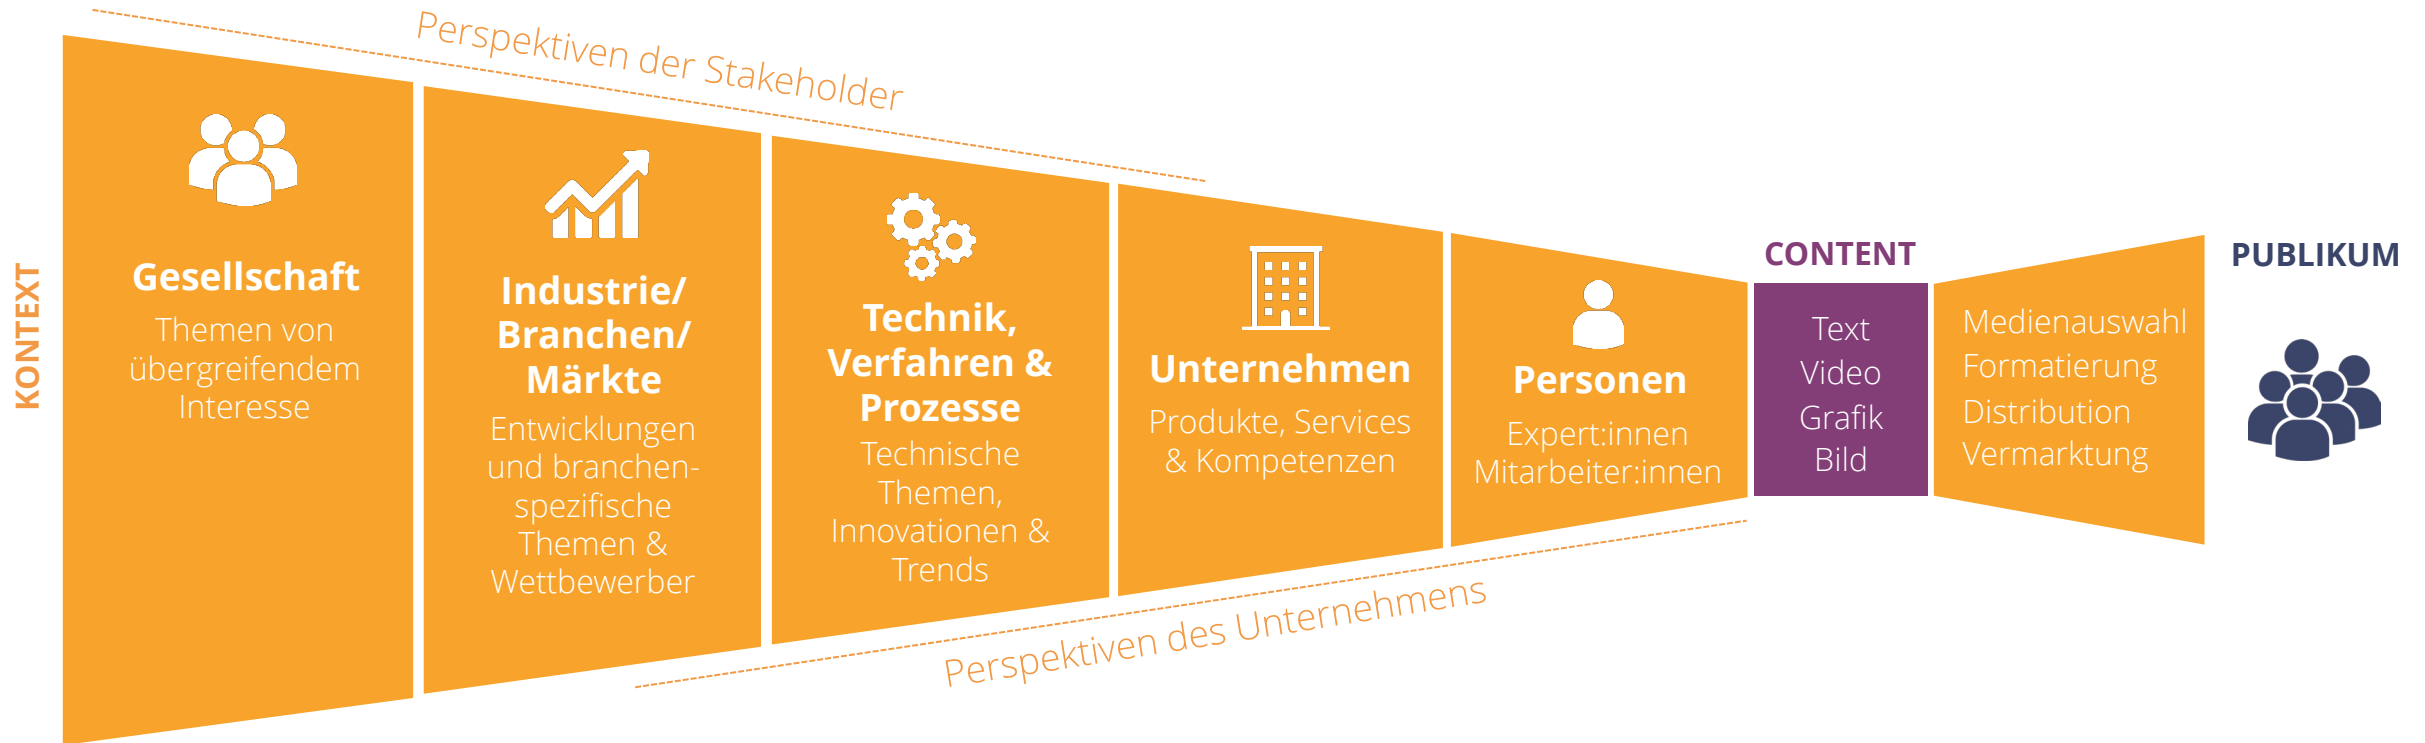 Perspektiven der Stakeholder
KONTEXT
Gesellschaft
Themen von
übergreifendem
Interesse
Industrie/
Branchen/
Märkte
Entwicklungen
und branchen-
spezifische
Themen &
Wettbewerber
Technik,
Verfahren &
Prozesse
Technische
Themen,
Innovationen &
Trends
Unternehmen
Produkte, Services
& Kompetenzen
Personen
Expert:innen
Mitarbeiter:innen
CONTENT
Text
Video
Grafik
Bild
Medienauswahl
Formatierung
Distribution
Vermarktung
PUBLIKUM
Perspektiven des Unternehmens